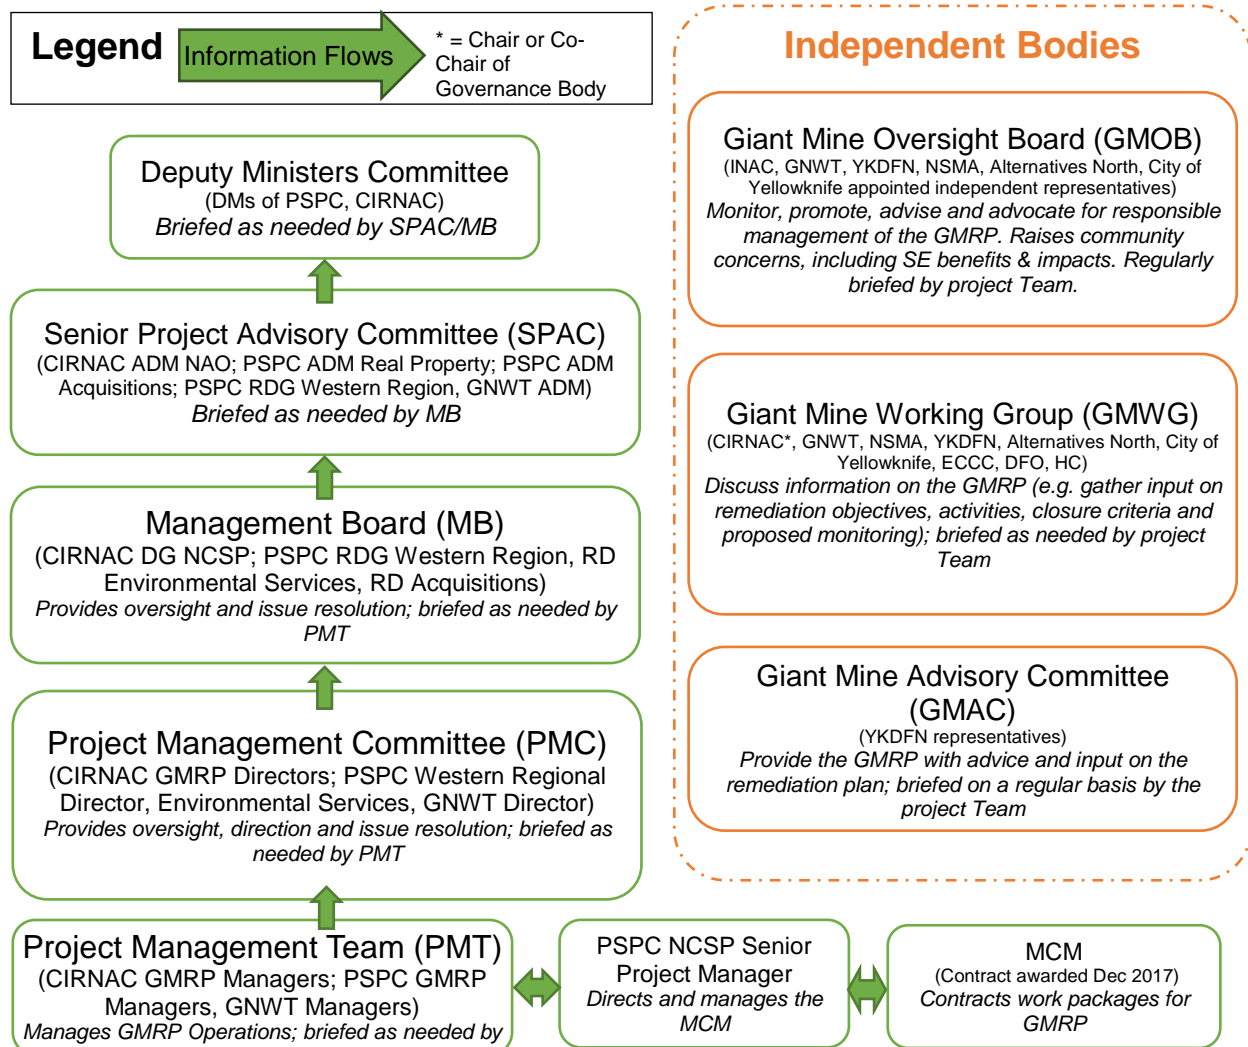 Legend
Information Flows
* = Chair or Co-
Chair of
Governance Body
Deputy Ministers Committee
(DMs of PSPC, CIRNAC)
Briefed as needed by SPAC/MB
Senior Project Advisory Committee (SPAC)
(CIRNAC ADM NAO; PSPC ADM Real Property; PSPC ADM
Acquisitions; PSPC RDG Western Region, GNWT ADM)
Briefed as needed by MB
Management Board (MB)
(CIRNAC DG NCSP; PSPC RDG Western Region, RD
Environmental Services, RD Acquisitions)
Provides oversight and issue resolution; briefed as needed by
PMT
Project Management Committee (PMC)
(CIRNAC GMRP Directors; PSPC Western Regional
Director, Environmental Services, GNWT Director)
Provides oversight, direction and issue resolution; briefed as
needed by PMT
Project Management Team (PMT)
(CIRNAC GMRP Managers; PSPC GMRP
Managers, GNWT Managers)
Manages GMRP Operations; briefed as needed by
PSPC NCSP Senior
Project Manager
Directs and manages the
MCM
MCM
(Contract awarded Dec 2017)
Contracts work packages for
GMRP
Independent Bodies
Giant Mine Oversight Board (GMOB)
(INAC, GNWT, YKDFN, NSMA, Alternatives North, City of
Yellowknife appointed independent representatives)
Monitor, promote, advise and advocate for responsible
management of the GMRP. Raises community
concerns, including SE benefits & impacts. Regularly
briefed by project Team.
Giant Mine Working Group (GMWG)
(CIRNAC*, GNWT, NSMA, YKDFN, Alternatives North, City of
Yellowknife, ECCC, DFO, HC)
Discuss information on the GMRP (e.g. gather input on
remediation objectives, activities, closure criteria and
proposed monitoring); briefed as needed by project
Team
Giant Mine Advisory Committee
(GMAC)
(YKDFN representatives)
Provide the GMRP with advice and input on the
remediation plan; briefed on a regular basis by the
project Team